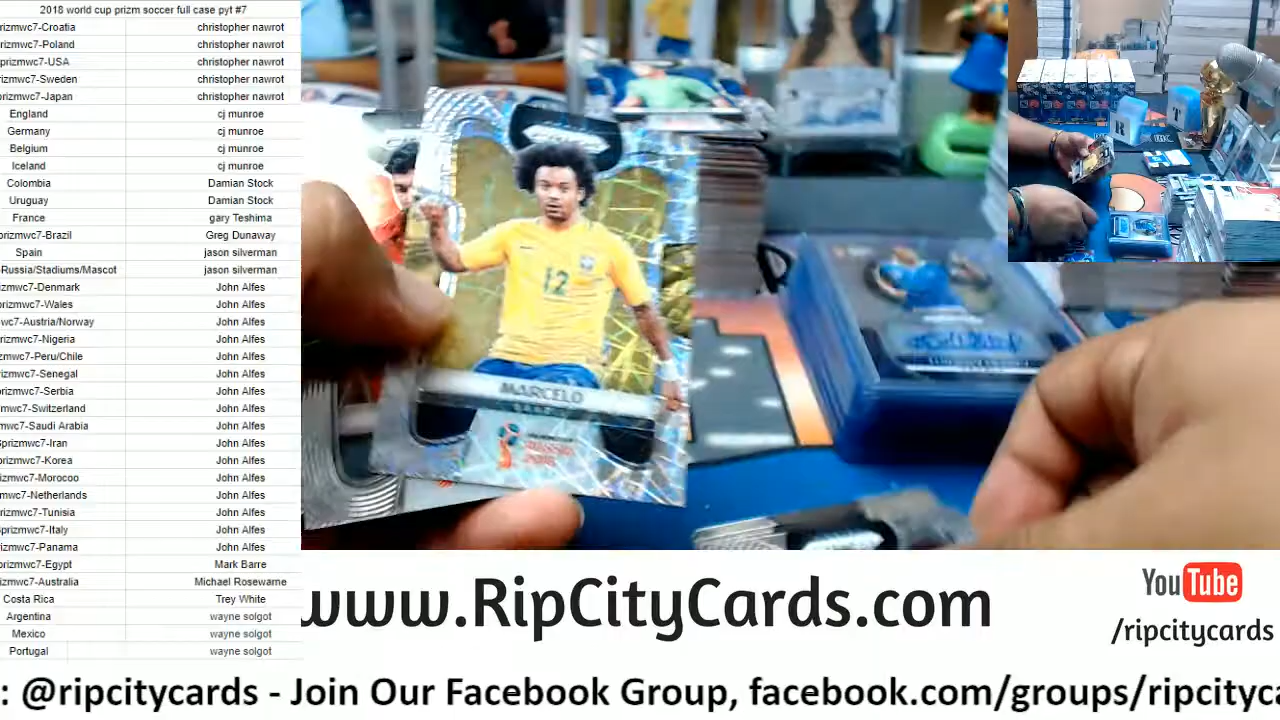 2018 world cup prizm soccer full case pyt #7
rizmwc7-Croatia christopher nawrot
rizmwc7-Poland christopher nawrot
prizmwc7-USA christopher nawrot
rizmwc7-Sweden christopher nawrot
rizmwc7-Japan christopher nawrot
England cj munroe
Germany cj munroe
Belgium cj munroe
Iceland cj munroe
Colombia Damian Stock
Uruguay Damian Stock
France gary Teshima
prizmwc7-Brazil Greg Dunaway
Spain jason silverman
-Russia/Stadiums/Mascot jason silverman
rizmwc7-Denmark John Alfes
prizmwc7-Wales John Alfes
wc7-Austria/Norway John Alfes
rizmwc7-Nigeria John Alfes
zmwc7-Peru/Chile John Alfes
izmwc7-Senegal John Alfes
rizmwc7-Serbia John Alfes
mwc7-Switzerland John Alfes
mwc7-Saudi Arabia John Alfes
prizmwc7-Iran John Alfes
rizmwc7-Korea John Alfes
zmwc7-Morocoo John Alfes
mwc7-Netherlands John Alfes
rizmwc7-Tunisia John Alfes
prizmwc7-Italy John Alfes
izmwc7-Panama John Alfes
rizmwc7-Egypt Mark Barre
izmwc7-Australia Michael Rosewarne
Costa Rica Trey White
Argentina wayne solgot
Mexico wayne solgot
Portugal wayne solgot
12
MARCELO
RUSSIA
2018
R
T
www.RipCityCards.com
YouTube
/ripcitycards
: @ripcitycards - Join Our Facebook Group, facebook.com/groups/ripcityca